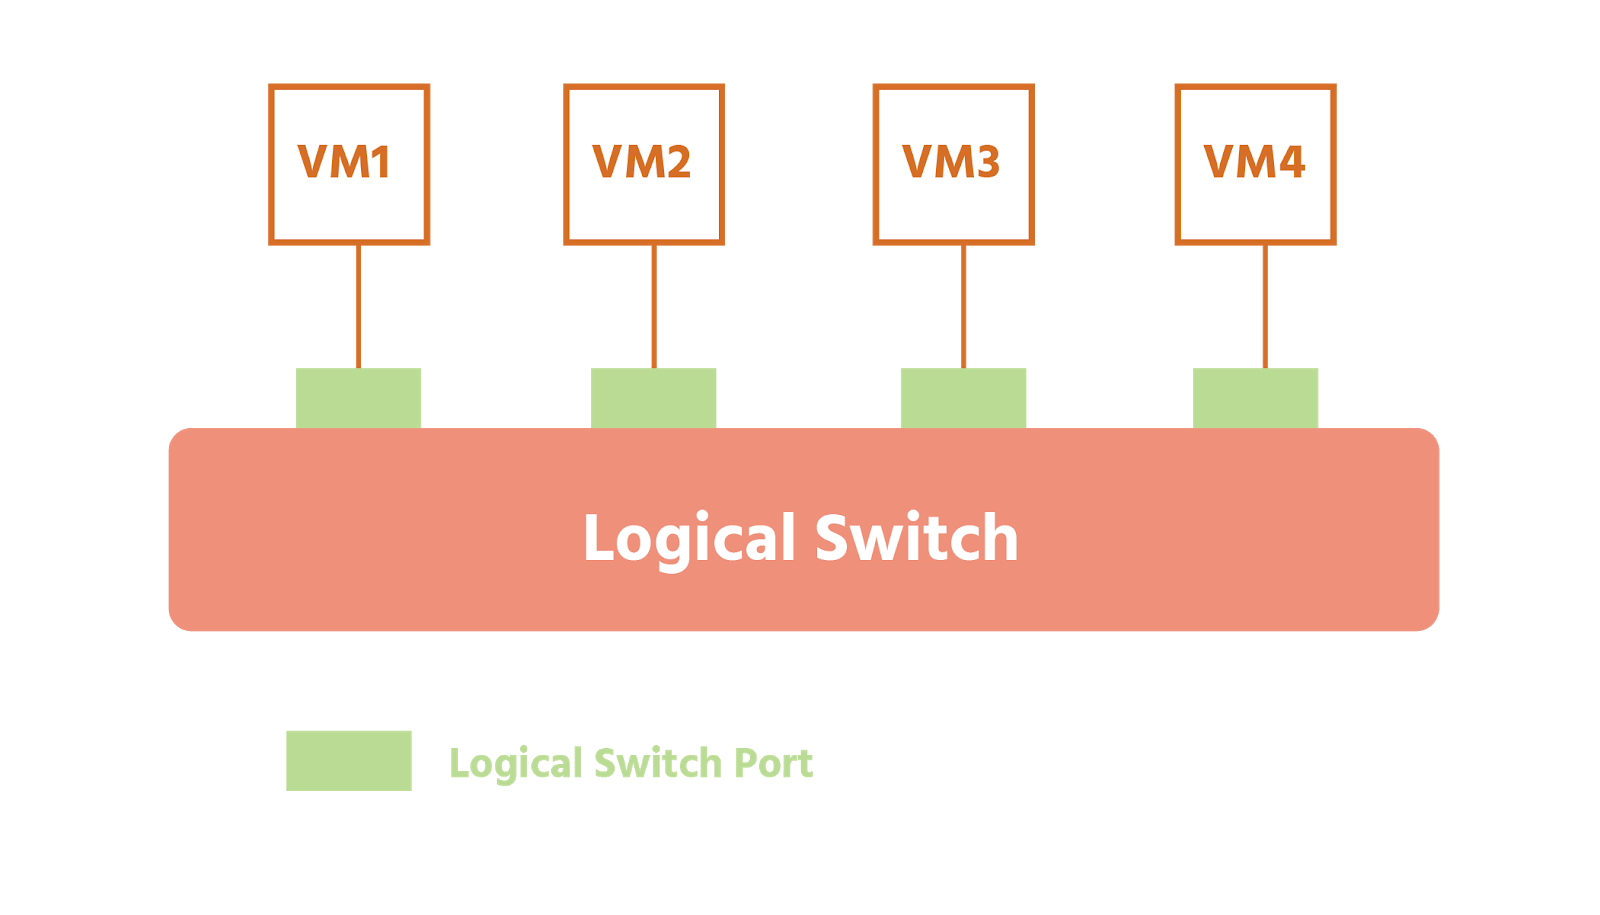 VM1 VM2 VM3 VM4
Logical Switch
Logical Switch Port